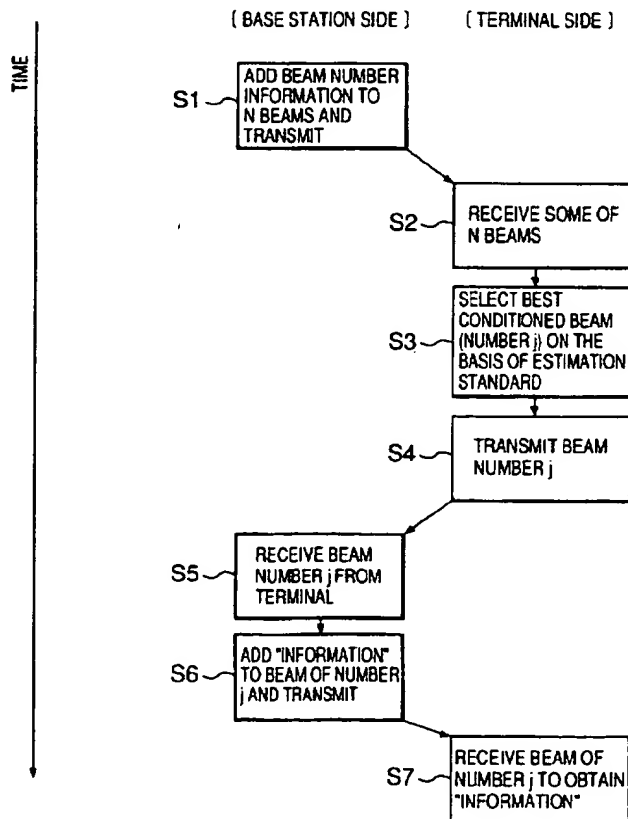 [ BASE STATION SIDE ]
[ TERMINAL SIDE ]
TIME
S1
ADD BEAM NUMBER
INFORMATION TO
N BEAMS AND
TRANSMIT
S2
RECEIVE SOME OF
N BEAMS
S3
SELECT BEST
CONDITIONED BEAM
(NUMBER j) ON THE
BASIS OF ESTIMATION
STANDARD
S4
TRANSMIT BEAM
NUMBER j
S5
RECEIVE BEAM
NUMBER j FROM
TERMINAL
S6
ADD "INFORMATION"
TO BEAM OF NUMBER
j AND TRANSMIT
S7
RECEIVE BEAM OF
NUMBER j TO OBTAIN
"INFORMATION"